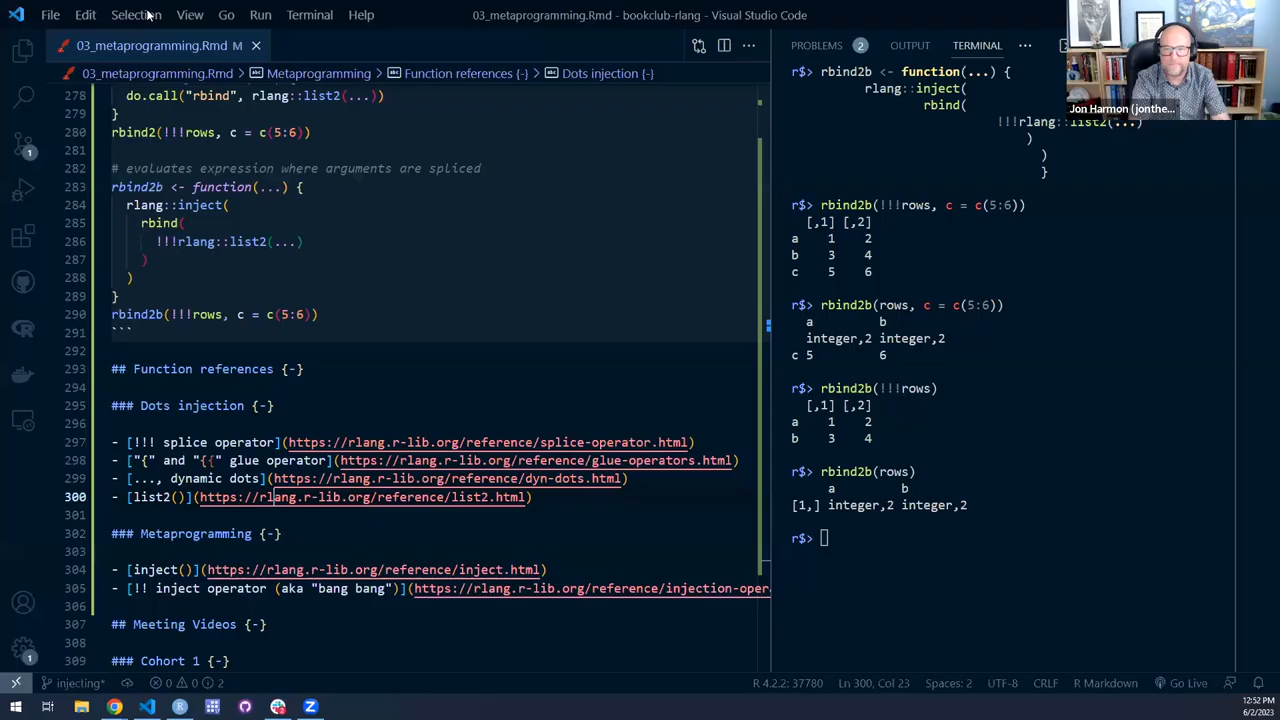 File Edit Selection View Go Run Terminal Help
03_metaprogramming.Rmd - bookclub-rlang - Visual Studio Code
03_metaprogramming.Rmd M
03_metaprogramming.Rmd > Metaprogramming > Function references {-} > Dots injection {-}
278 do.call("rbind", rlang::list2(...))
279 }
280 rbind2(!!!rows, c = c(5:6))
281
282 # evaluates expression where arguments are spliced
283 rbind2b <- function(...) {
284 rlang::inject(
285 rbind(
286 !!!rlang::list2(...)
287 )
288 )
289 }
290 rbind2b(!!!rows, c = c(5:6))
291 ```
292
293 ## Function references {-}
294
295 ### Dots injection {-}
296
297 - [!!! splice operator](https://rlang.r-lib.org/reference/splice-operator.html)
298 - ["{" and "{{" glue operator](https://rlang.r-lib.org/reference/glue-operators.html)
299 - [..., dynamic dots](https://rlang.r-lib.org/reference/dyn-dots.html)
300 - [list2()](https://rlang.r-lib.org/reference/list2.html)
301
302 ### Metaprogramming {-}
303
304 - [inject()](https://rlang.r-lib.org/reference/inject.html)
305 - [!! inject operator (aka "bang bang")](https://rlang.r-lib.org/reference/injection-oper
306
307 ## Meeting Videos {-}
308
309 ### Cohort 1 {-}
PROBLEMS 2 OUTPUT TERMINAL
r$> rbind2b <- function(...) {
rlang::inject(
rbind(
!!!rlang::list2(...)
)
)
}
r$> rbind2b(!!!rows, c = c(5:6))
[,1] [,2]
a 1 2
b 3 4
c 5 6
r$> rbind2b(rows, c = c(5:6))
a b
integer,2 integer,2
c 5 6
r$> rbind2b(!!!rows)
[,1] [,2]
a 1 2
b 3 4
r$> rbind2b(rows)
a b
[1,] integer,2 integer,2
r$>
Jon Harmon (jonthe...
1
1
injecting*
0 0 2
R 4.2.2: 37780
Ln 300, Col 23
Spaces: 2
UTF-8
CRLF
R Markdown
Go Live
12:52 PM
6/2/2023